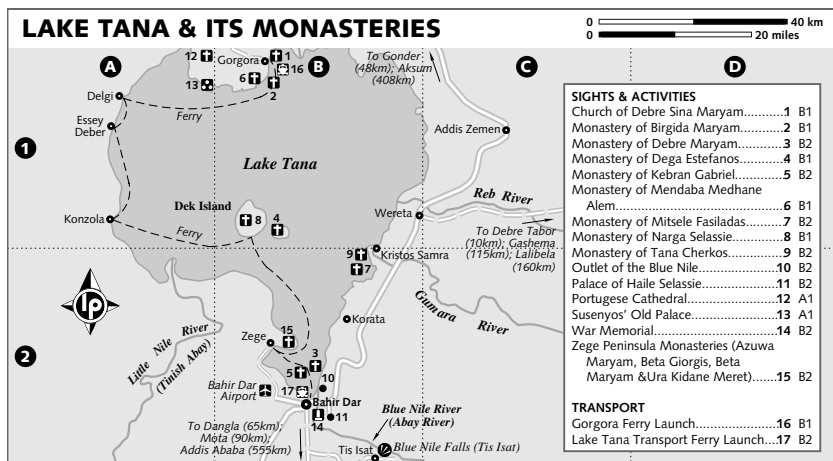 LAKE TANA & ITS MONASTERIES
0 40 km
0 20 miles
A
B
C
D
1
2
12
Gorgora
1
16
13
6
2
To Gonder
(48km); Aksum
(408km)
Delgi
Ferry
Essey
Deber
Addis Zemen
Lake Tana
Reb River
Dek Island
8
4
Wereta
Konzola
Ferry
To Debre Tabor
(10km); Gashema
(115km); Lalibela
(160km)
9
Kristos Samra
7
lp
Gumara River
Little Nile River
(Tinish Abay)
Korata
15
Zege
3
5
10
Bahir Dar
Airport
17
Bahir Dar
14
11
Blue Nile River
(Abay River)
To Dangla (65km);
Mota (90km);
Addis Ababa (555km)
Tis Isat
Blue Nile Falls (Tis Isat)
SIGHTS & ACTIVITIES
Church of Debre Sina Maryam...........1 B1
Monastery of Birgida Maryam............2 B1
Monastery of Debre Maryam..............3 B2
Monastery of Dega Estefanos.............4 B1
Monastery of Kebran Gabriel..............5 B2
Monastery of Mendaba Medhane
Alem............................................6 B1
Monastery of Mitsele Fasiladas...........7 B2
Monastery of Narga Selassie...............8 B1
Monastery of Tana Cherkos................9 B2
Outlet of the Blue Nile.....................10 B2
Palace of Haile Selassie.....................11 B2
Portugese Cathedral.........................12 A1
Susenyos' Old Palace........................13 A1
War Memorial..................................14 B2
Zege Peninsula Monasteries (Azuwa
Maryam, Beta Giorgis, Beta
Maryam &Ura Kidane Meret)......15 B2
TRANSPORT
Gorgora Ferry Launch......................16 B1
Lake Tana Transport Ferry Launch...17 B2